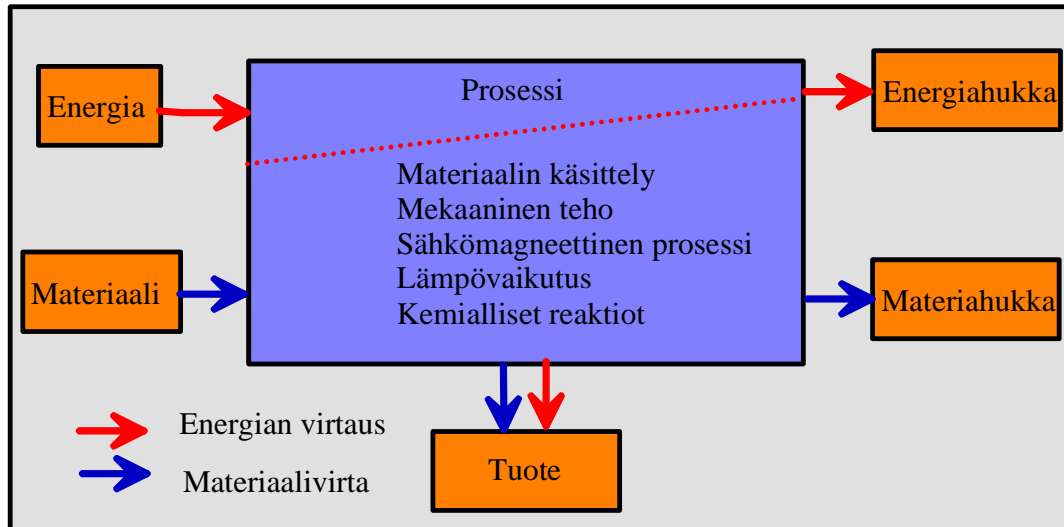 Energia
Prosessi
Energiahukka
Materiaalin käsittely
Mekaaninen teho
Sähkömagneettinen prosessi
Lämpövaikutus
Kemialliset reaktiot
Materiaali
Materiahukka
Energian virtaus
Materiaalivirta
Tuote